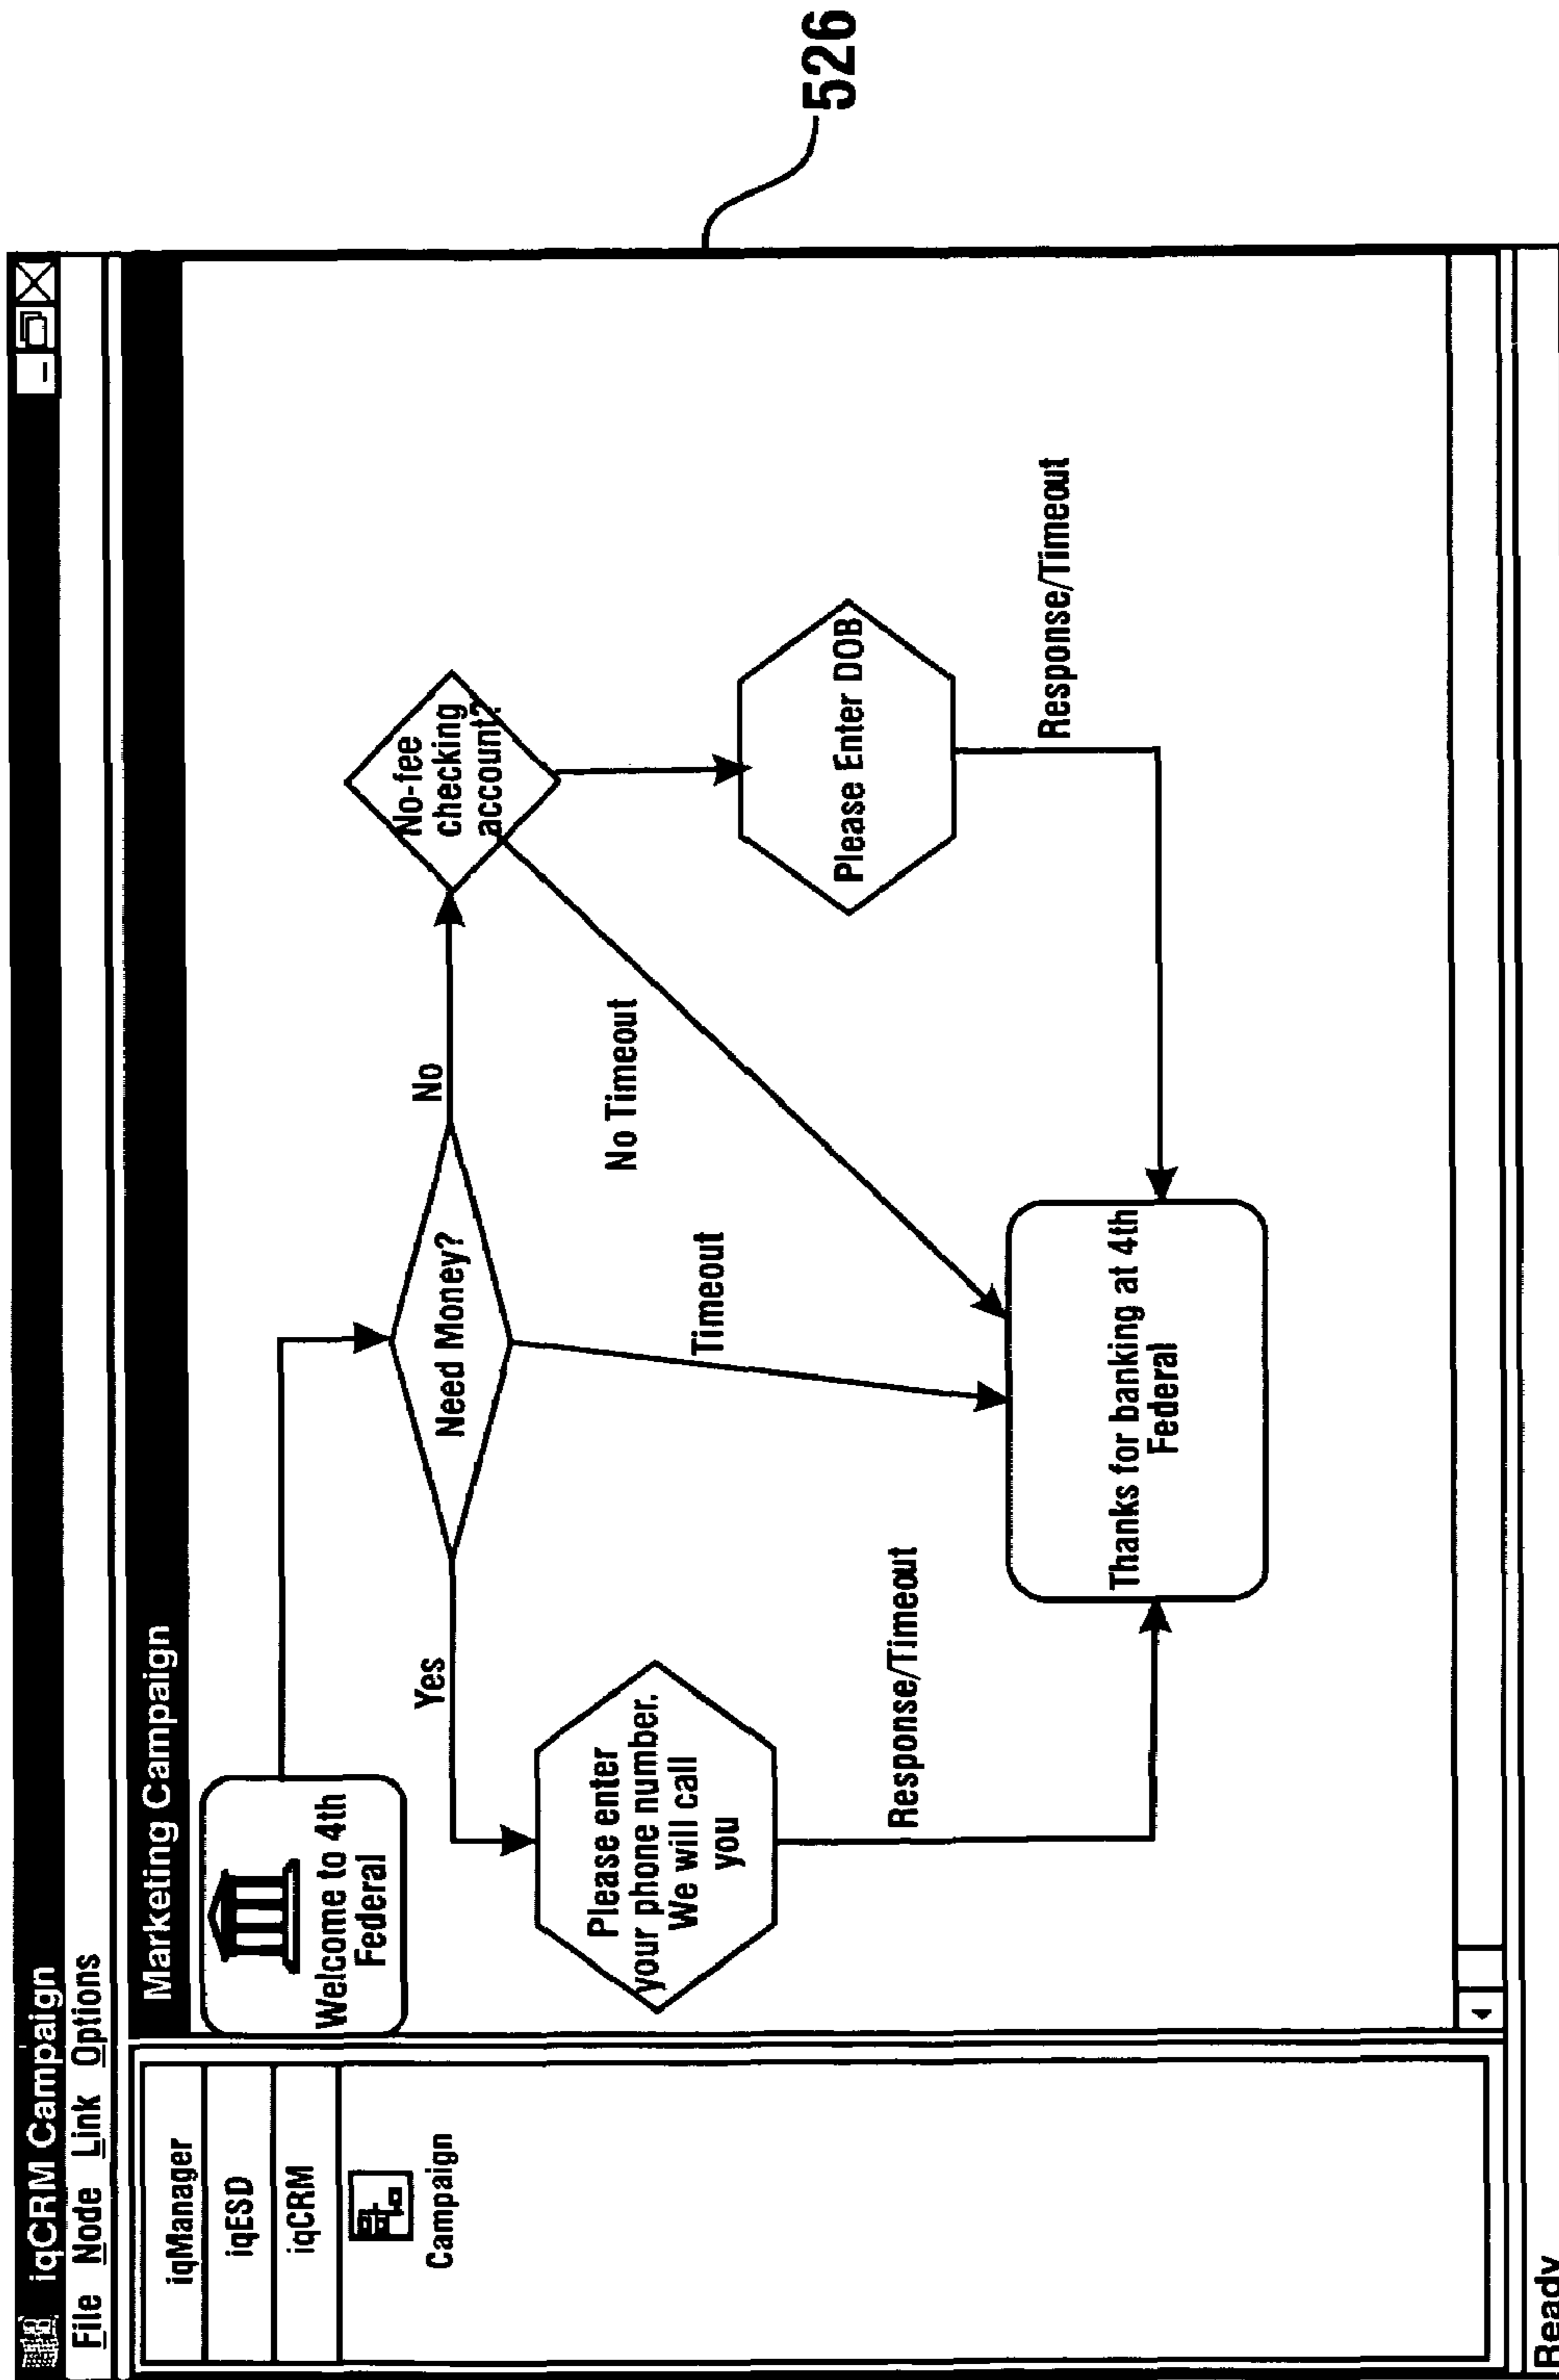 iqCRM Campaign
File Node Link Options
iqManager
iqESD
iqCRM
Campaign
Marketing Campaign
Welcome to 4th
Federal
Need Money?
Yes
No
No-fee
checking
account?
Please enter
your phone number.
We will call
you
Timeout
No Timeout
Please Enter DOB
Response/Timeout
Response/Timeout
Thanks for banking at 4th
Federal
Ready
526